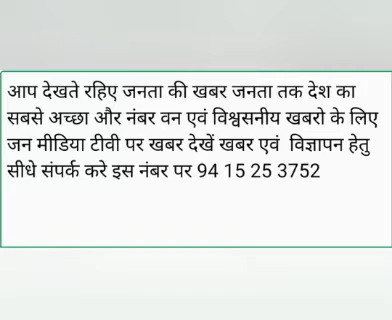 आप देखते रहिए जनता की खबर जनता तक देश का
सबसे अच्छा और नंबर वन एवं विश्वसनीय खबरो के लिए
जन मीडिया टीवी पर खबर देखें खबर एवं  विज्ञापन हेतु
सीधे संपर्क करे इस नंबर पर 94 15 25 3752